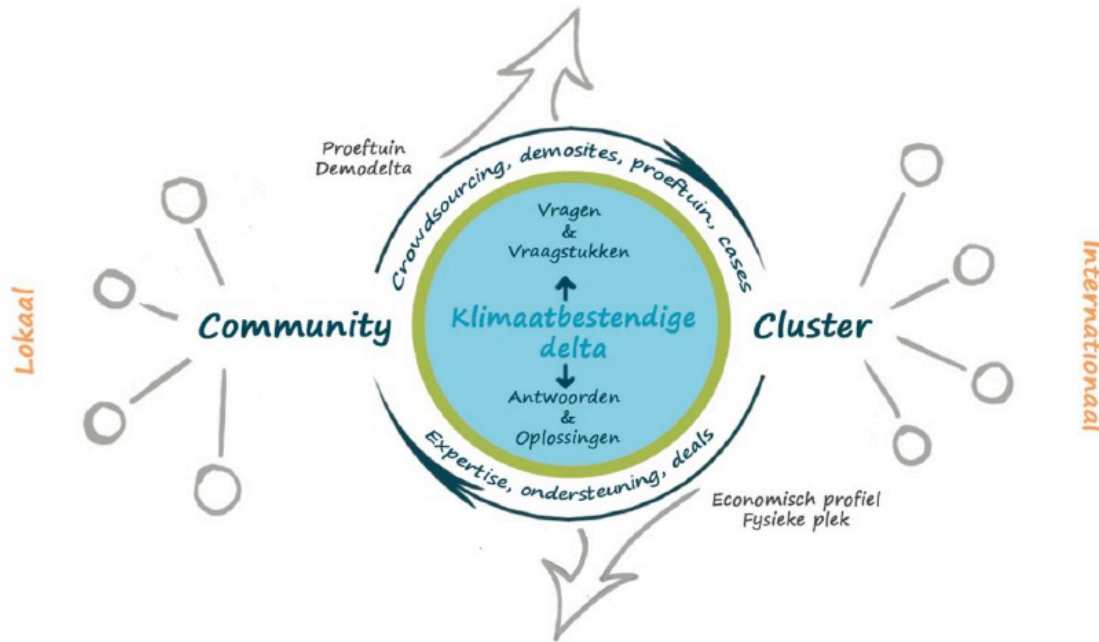 Proeftuin
Demodelta
Crowdsourcing, demosites, proeftuin, cases
Vragen
&
Vraagstukken
Lokaal
Community
Klimaatbestendige
delta
Cluster
Internationaal
Antwoorden
&
Oplossingen
Expertise, ondersteuning, deals
Economisch profiel
Fysieke plek